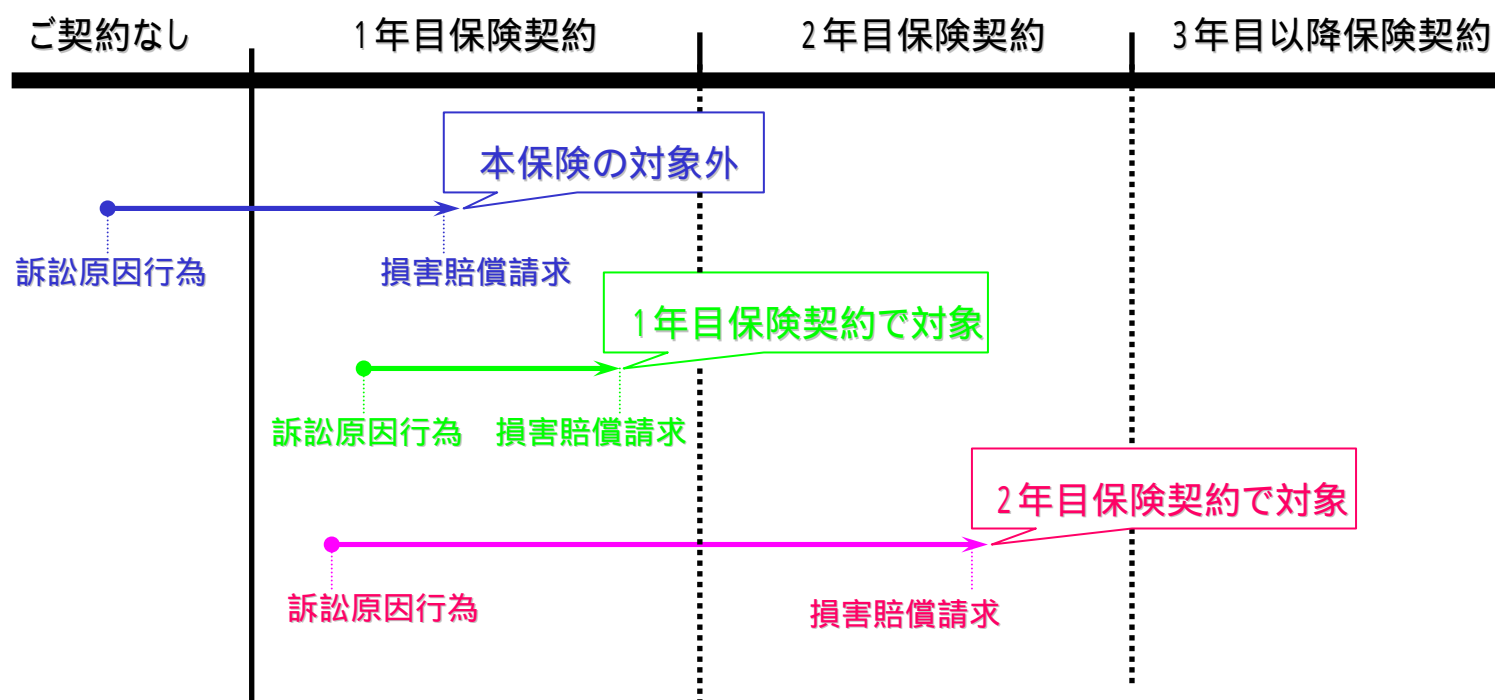 ご契約なし
1年目保険契約
2年目保険契約
3年目以降保険契約
本保険の対象外
訴訟原因行為
損害賠償請求
1年目保険契約で対象
訴訟原因行為
損害賠償請求
2年目保険契約で対象
訴訟原因行為
損害賠償請求